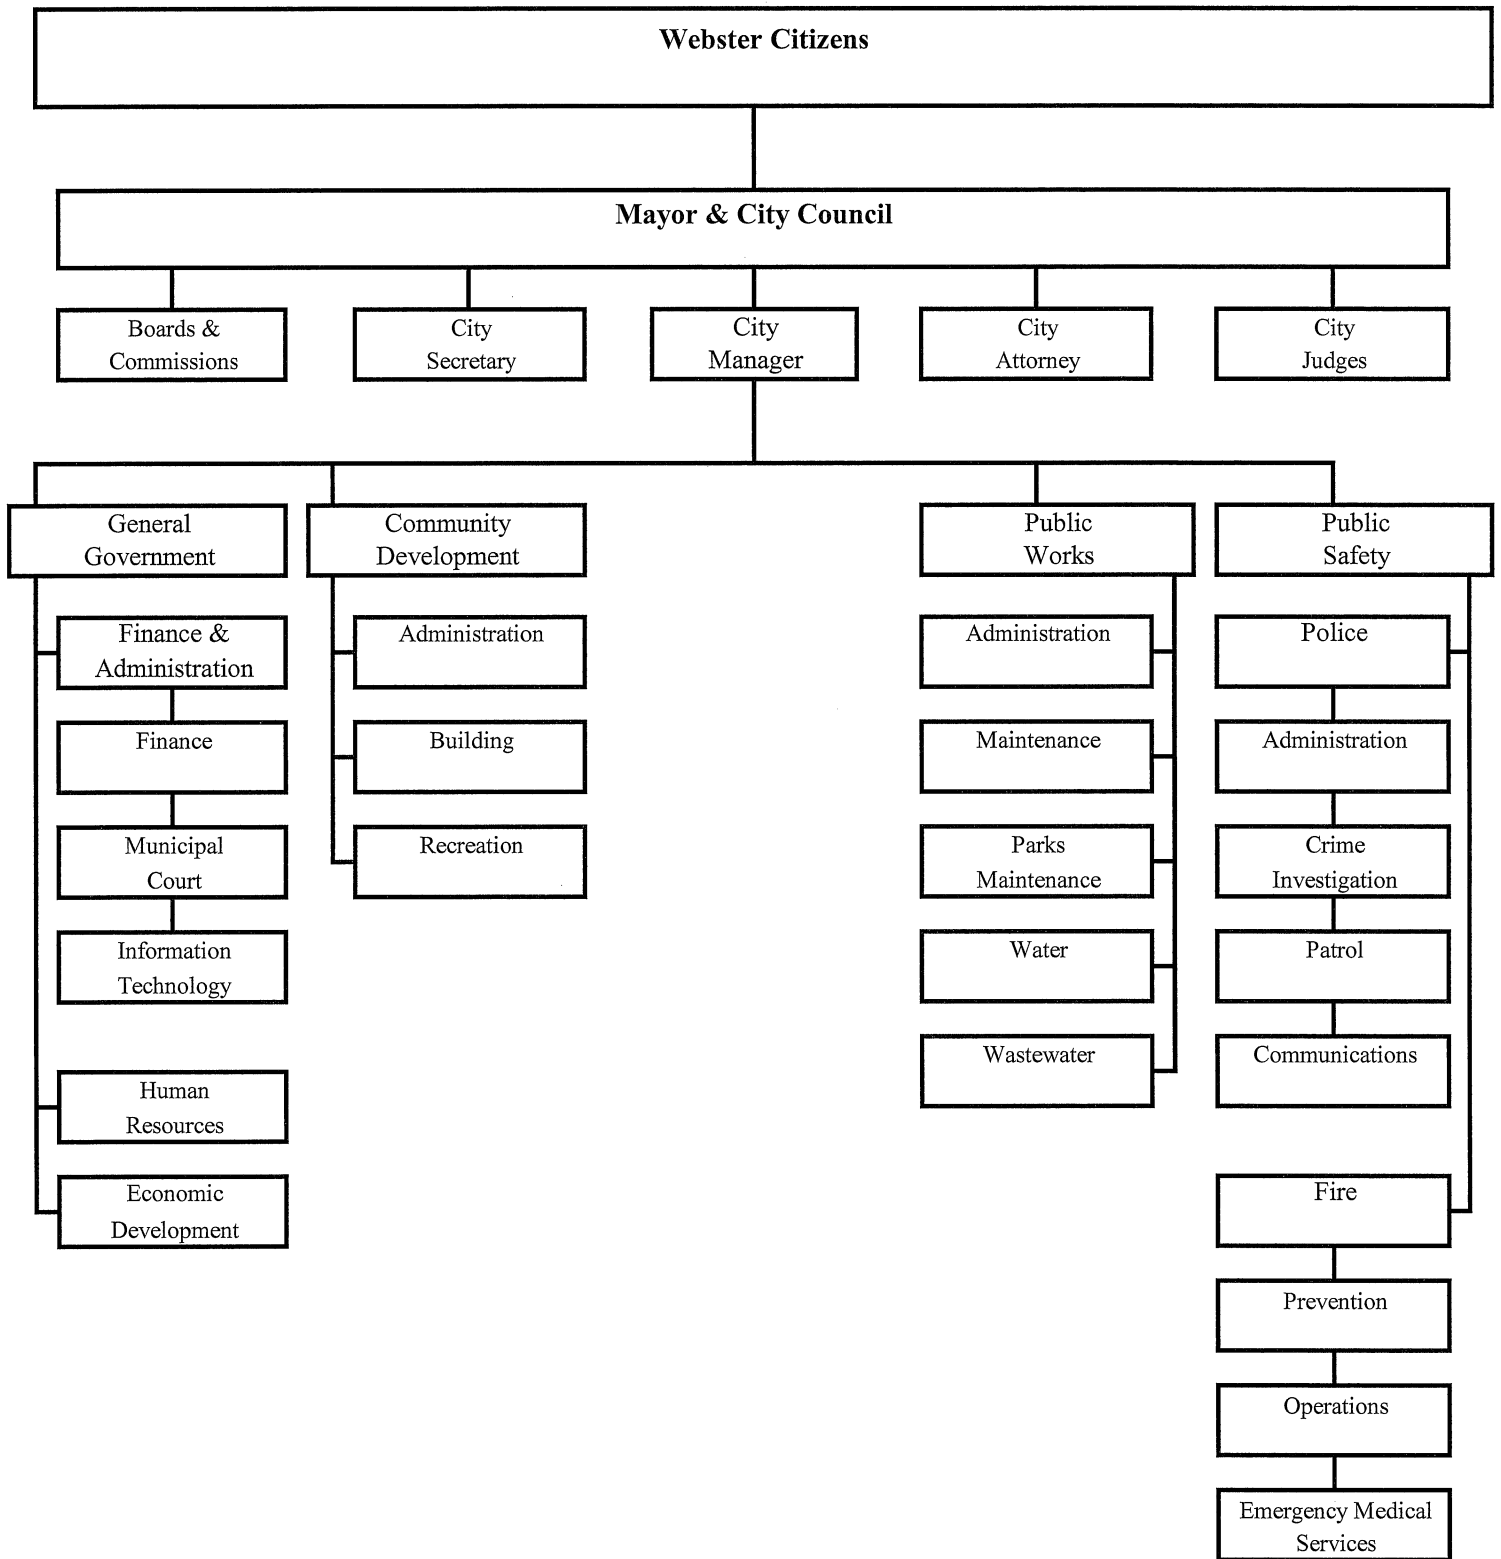 Webster Citizens
Mayor & City Council
Boards &
Commissions
City
Secretary
City
Manager
City
Attorney
City
Judges
General
Government
Community
Development
Public
Works
Public
Safety
Finance &
Administration
Finance
Municipal
Court
Information
Technology
Human
Resources
Economic
Development
Administration
Building
Recreation
Administration
Maintenance
Parks
Maintenance
Water
Wastewater
Police
Administration
Crime
Investigation
Patrol
Communications
Fire
Prevention
Operations
Emergency Medical
Services